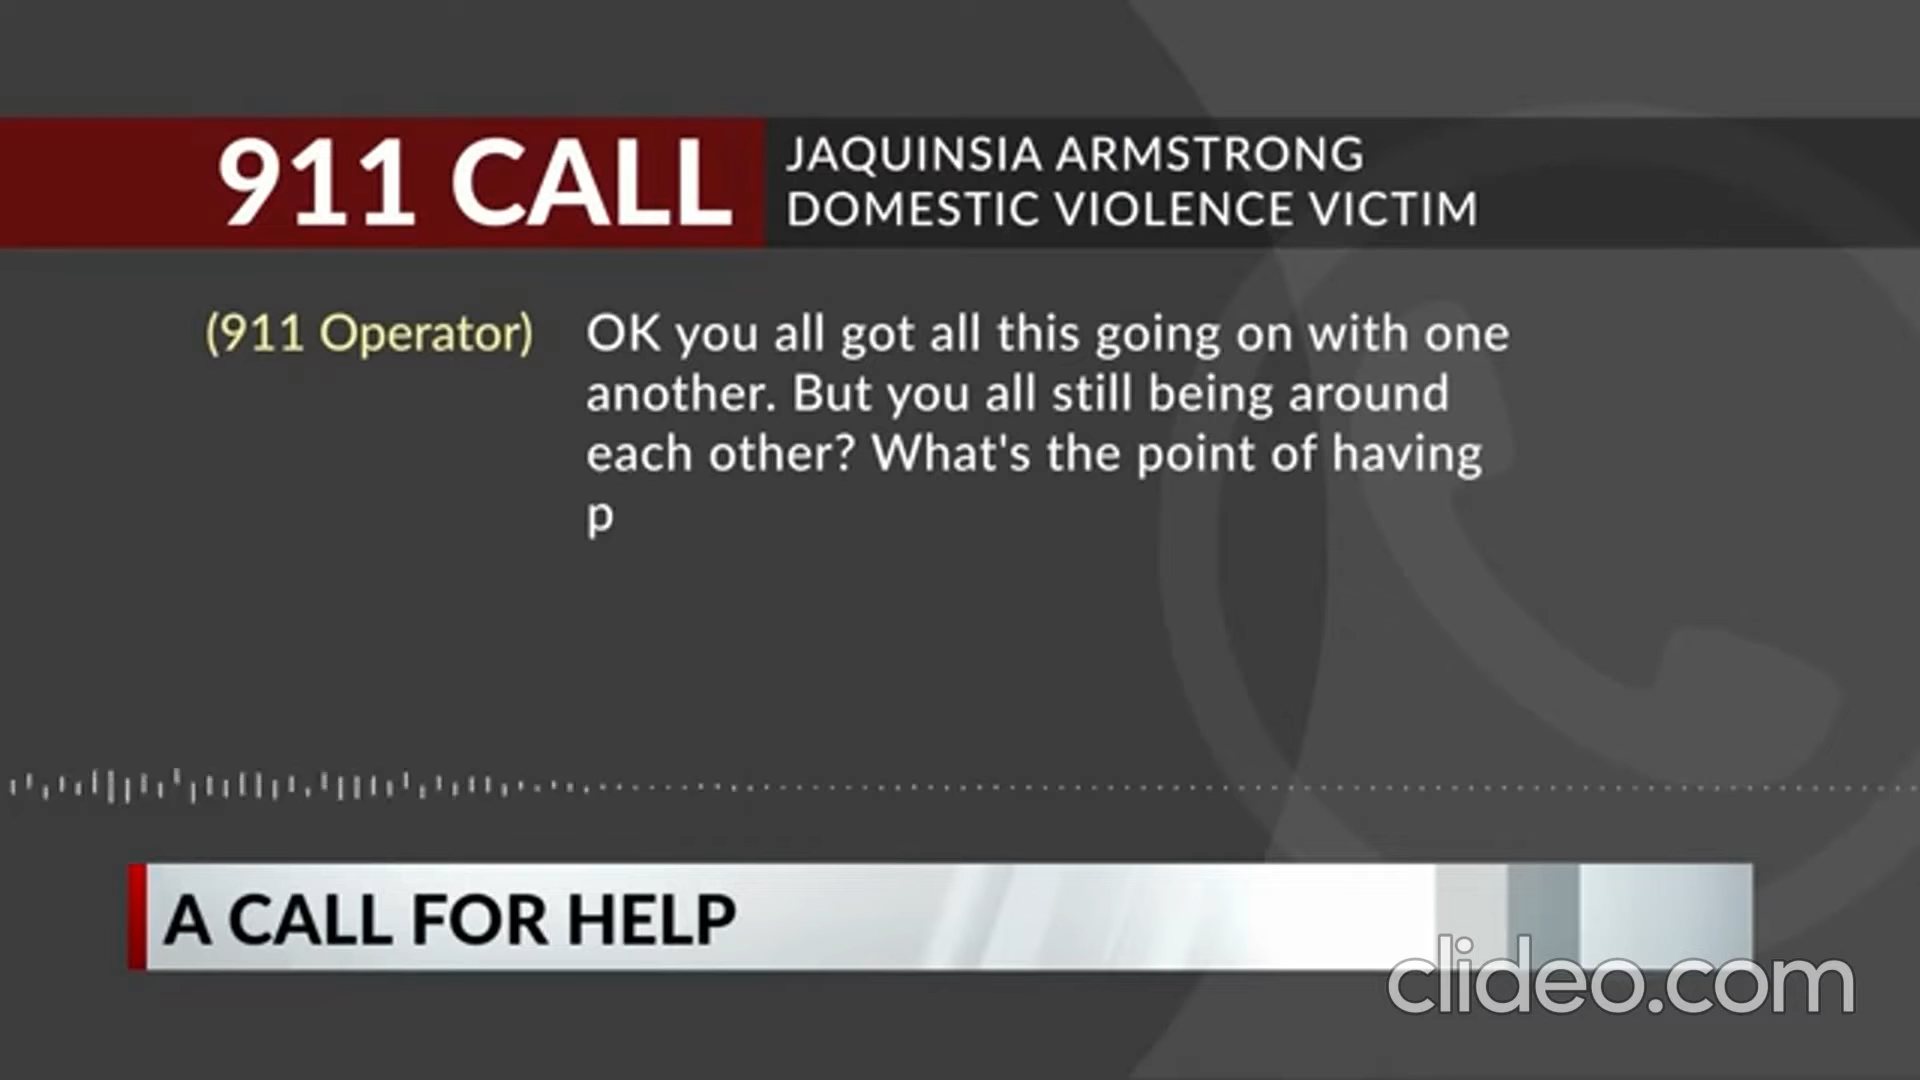 911 CALL
JAQUINSIA ARMSTRONG
DOMESTIC VIOLENCE VICTIM
(911 Operator) OK you all got all this going on with one
another. But you all still being around
each other? What's the point of having
p
A CALL FOR HELP
clideo.com